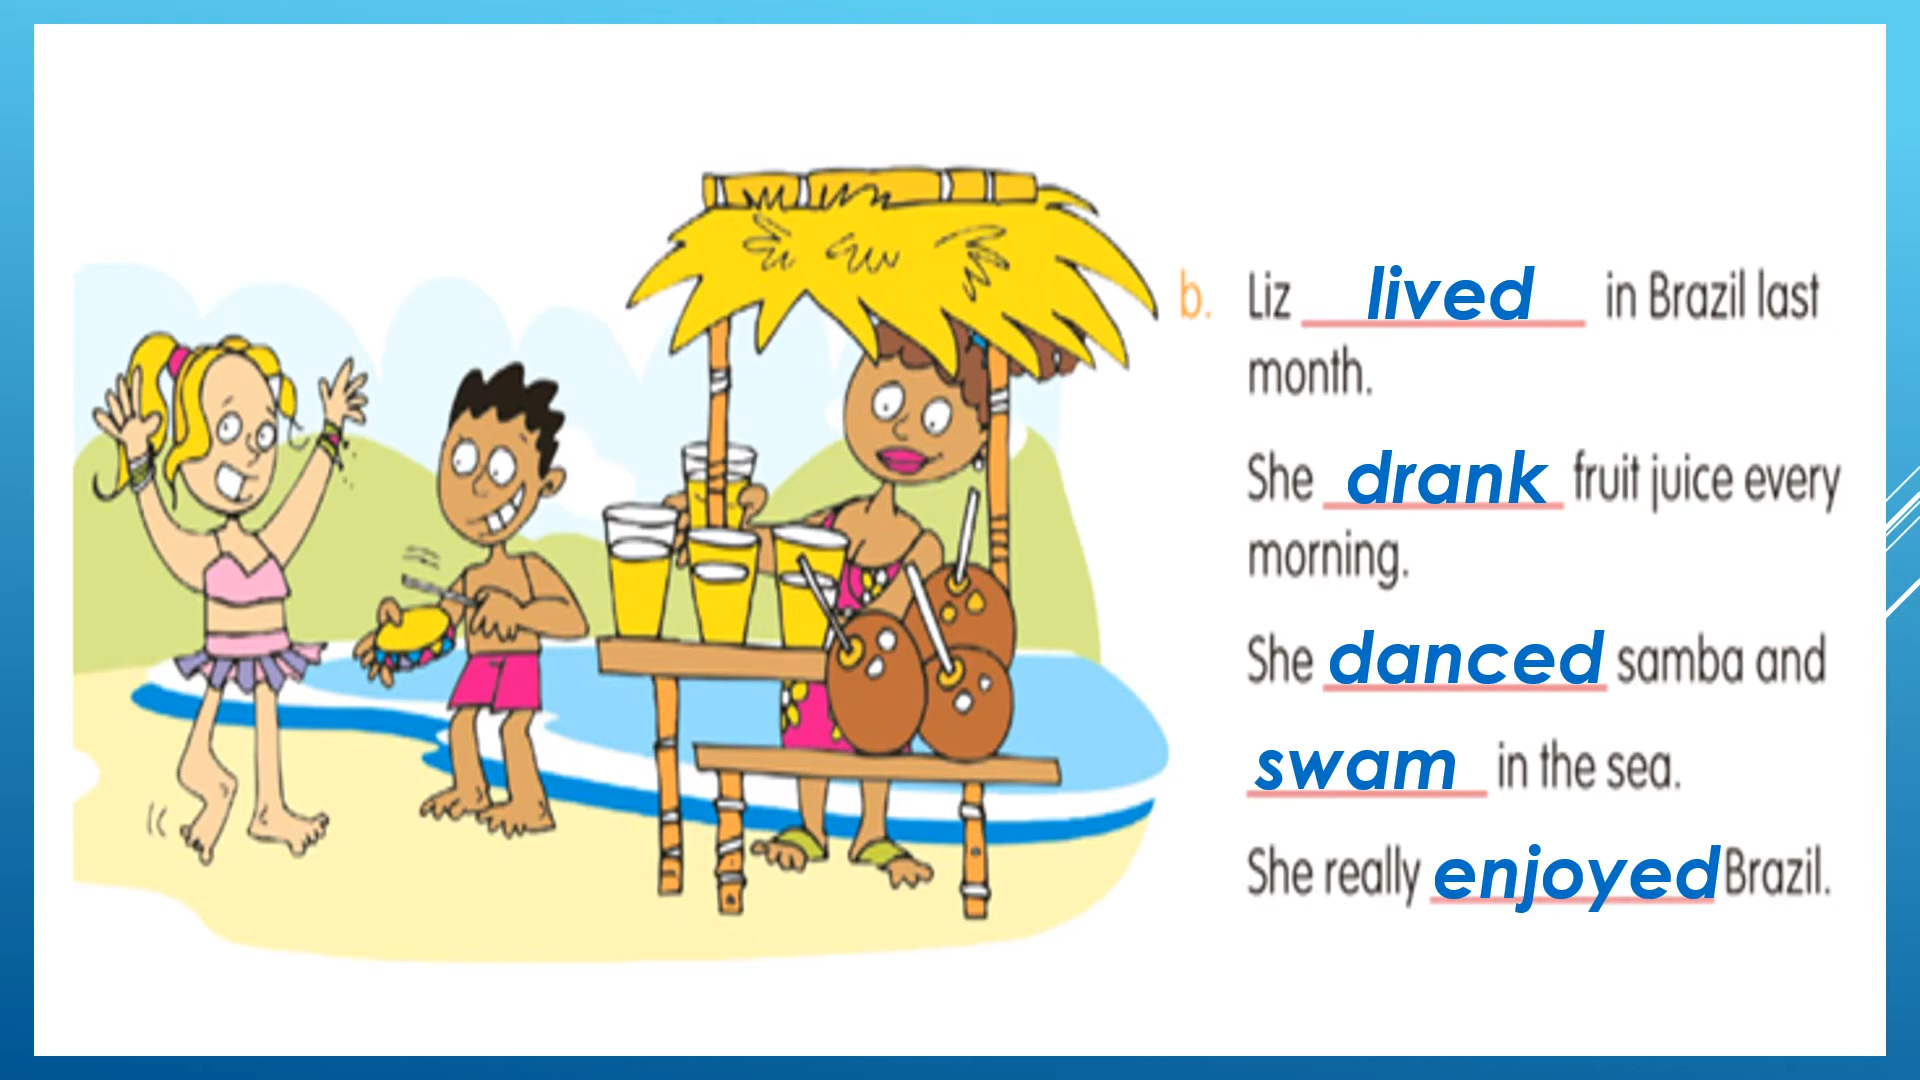 b. Liz lived in Brazil last
month.
She drank fruit juice every
morning.
She danced samba and
swam in the sea.
She really enjoyed Brazil.